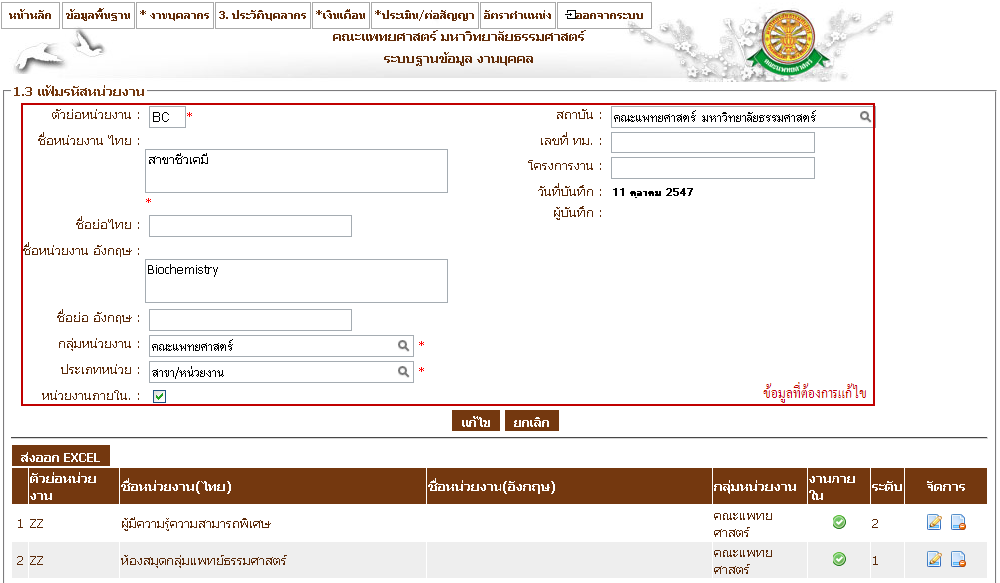 หน้าหลัก ข้อมูลพื้นฐาน * งานบุคลากร 3. ประวัติบุคลากร *เงินเดือน *ประเมิน/ต่อสัญญา อัตราตำแหน่ง ออกจากระบบ
คณะแพทยศาสตร์ มหาวิทยาลัยธรรมศาสตร์
ระบบฐานข้อมูล งานบุคคล
1.3 แฟ้มรหัสหน่วยงาน
ตัวย่อหน่วยงาน : BC * สถาบัน : คณะแพทยศาสตร์ มหาวิทยาลัยธรรมศาสตร์
ชื่อหน่วยงาน ไทย : เลขที่ ทม. :
สาขาชีวเคมี โครงการงาน :
* วันที่บันทึก : 11 ตุลาคม 2547
ผู้บันทึก :
ชื่อย่อไทย :
ชื่อหน่วยงาน อังกฤษ :
Biochemistry
ชื่อย่อ อังกฤษ :
กลุ่มหน่วยงาน : คณะแพทยศาสตร์ *
ประเภทหน่วย : สาขา/หน่วยงาน *
หน่วยงานภายใน. : ข้อมูลที่ต้องการแก้ไข
แก้ไข ยกเลิก
ส่งออก EXCEL
ตัวย่อหน่วยงาน ชื่อหน่วยงาน(ไทย) ชื่อหน่วยงาน(อังกฤษ) กลุ่มหน่วยงาน งานภายใน ระดับ จัดการ
1 ZZ ผู้มีความรู้ความสามารถพิเศษ คณะแพทยศาสตร์ 2
2 ZZ ห้องสมุดกลุ่มแพทย์ธรรมศาสตร์ คณะแพทยศาสตร์ 1